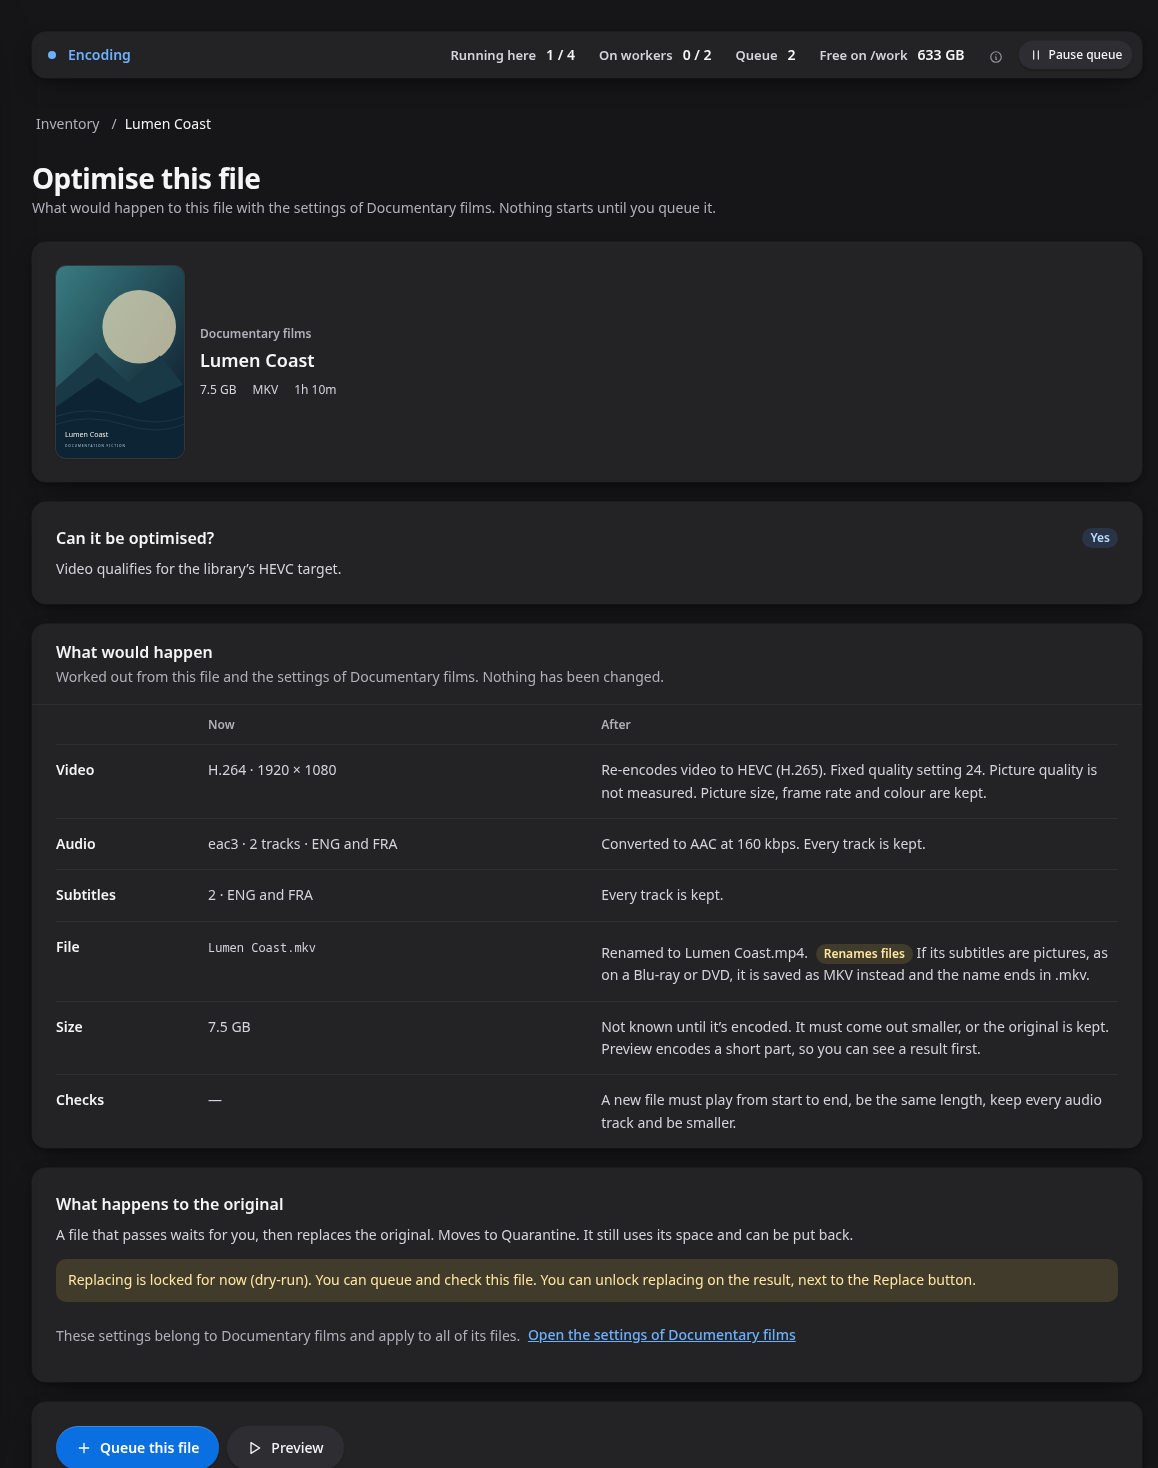 Encoding
Running here 1 / 4 On workers 0 / 2 Queue 2 Free on /work 633 GB Pause queue
Inventory / Lumen Coast
Optimise this file
What would happen to this file with the settings of Documentary films. Nothing starts until you queue it.
Lumen Coast
DOCUMENTATION FICTION
Documentary films
Lumen Coast
7.5 GB MKV 1h 10m
Can it be optimised?
Yes
Video qualifies for the library’s HEVC target.
What would happen
Worked out from this file and the settings of Documentary films. Nothing has been changed.
Now After
Video H.264 · 1920 × 1080 Re-encodes video to HEVC (H.265). Fixed quality setting 24. Picture quality is
not measured. Picture size, frame rate and colour are kept.
Audio eac3 · 2 tracks · ENG and FRA Converted to AAC at 160 kbps. Every track is kept.
Subtitles 2 · ENG and FRA Every track is kept.
File Lumen Coast.mkv Renamed to Lumen Coast.mp4. Renames files If its subtitles are pictures, as
on a Blu-ray or DVD, it is saved as MKV instead and the name ends in .mkv.
Size 7.5 GB Not known until it’s encoded. It must come out smaller, or the original is kept.
Preview encodes a short part, so you can see a result first.
Checks — A new file must play from start to end, be the same length, keep every audio
track and be smaller.
What happens to the original
A file that passes waits for you, then replaces the original. Moves to Quarantine. It still uses its space and can be put back.
Replacing is locked for now (dry-run). You can queue and check this file. You can unlock replacing on the result, next to the Replace button.
These settings belong to Documentary films and apply to all of its files. Open the settings of Documentary films
Queue this file Preview